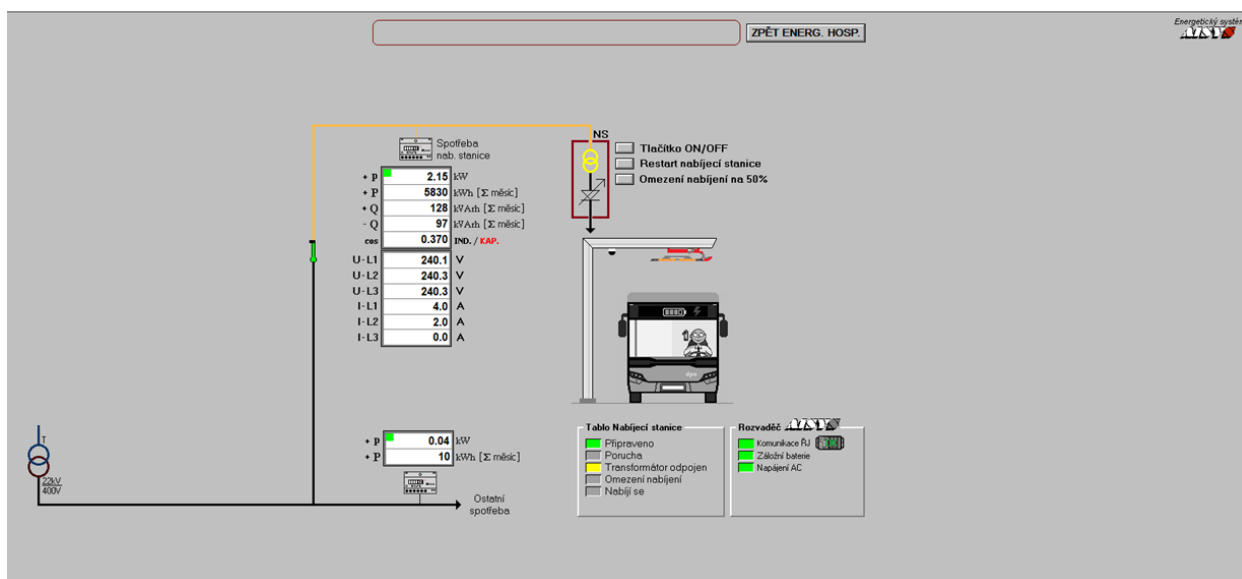 ZPĚT ENERG. HOSP.
Energetický systém
NS
Spotřeba
nab. stanice
Tlačítko ON/OFF
Restart nabíjecí stanice
Omezení nabíjení na 50%
+ P 2.15 kW
+ P 5830 kWh [Σ měsíc]
+ Q 128 kVArh [Σ měsíc]
- Q 97 kVArh [Σ měsíc]
cos 0.370 IND. / KAP.
U-L1 240.1 V
U-L2 240.3 V
U-L3 240.3 V
I-L1 4.0 A
I-L2 2.0 A
I-L3 0.0 A
dpo
T
22kV
400V
+ P 0.04 kW
+ P 10 kWh [Σ měsíc]
Ostatní
spotřeba
Tablo Nabíjecí stanice
Připraveno
Porucha
Transformátor odpojen
Omezení nabíjení
Nabíjí se
Rozvaděč
Komunikace ŘJ
Záložní baterie
Napájení AC